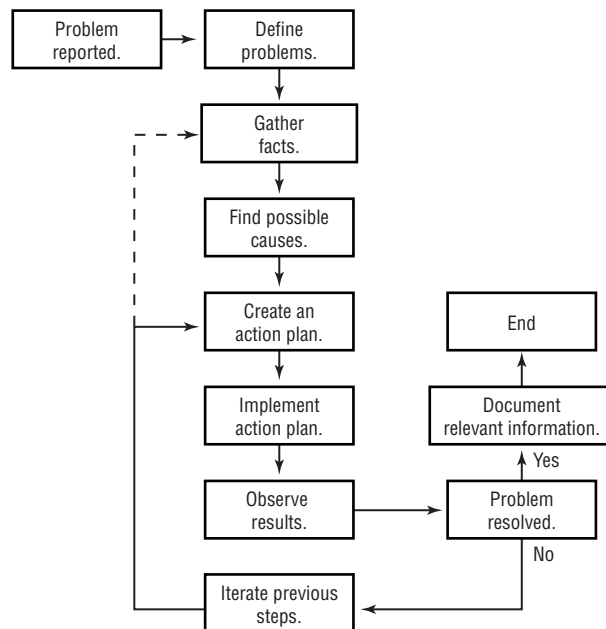 Problem
reported.
Define
problems.
Gather
facts.
Find possible
causes.
Create an
action plan.
End
Implement
action plan.
Document
relevant information.
Yes
Observe
results.
Problem
resolved.
No
Iterate previous
steps.